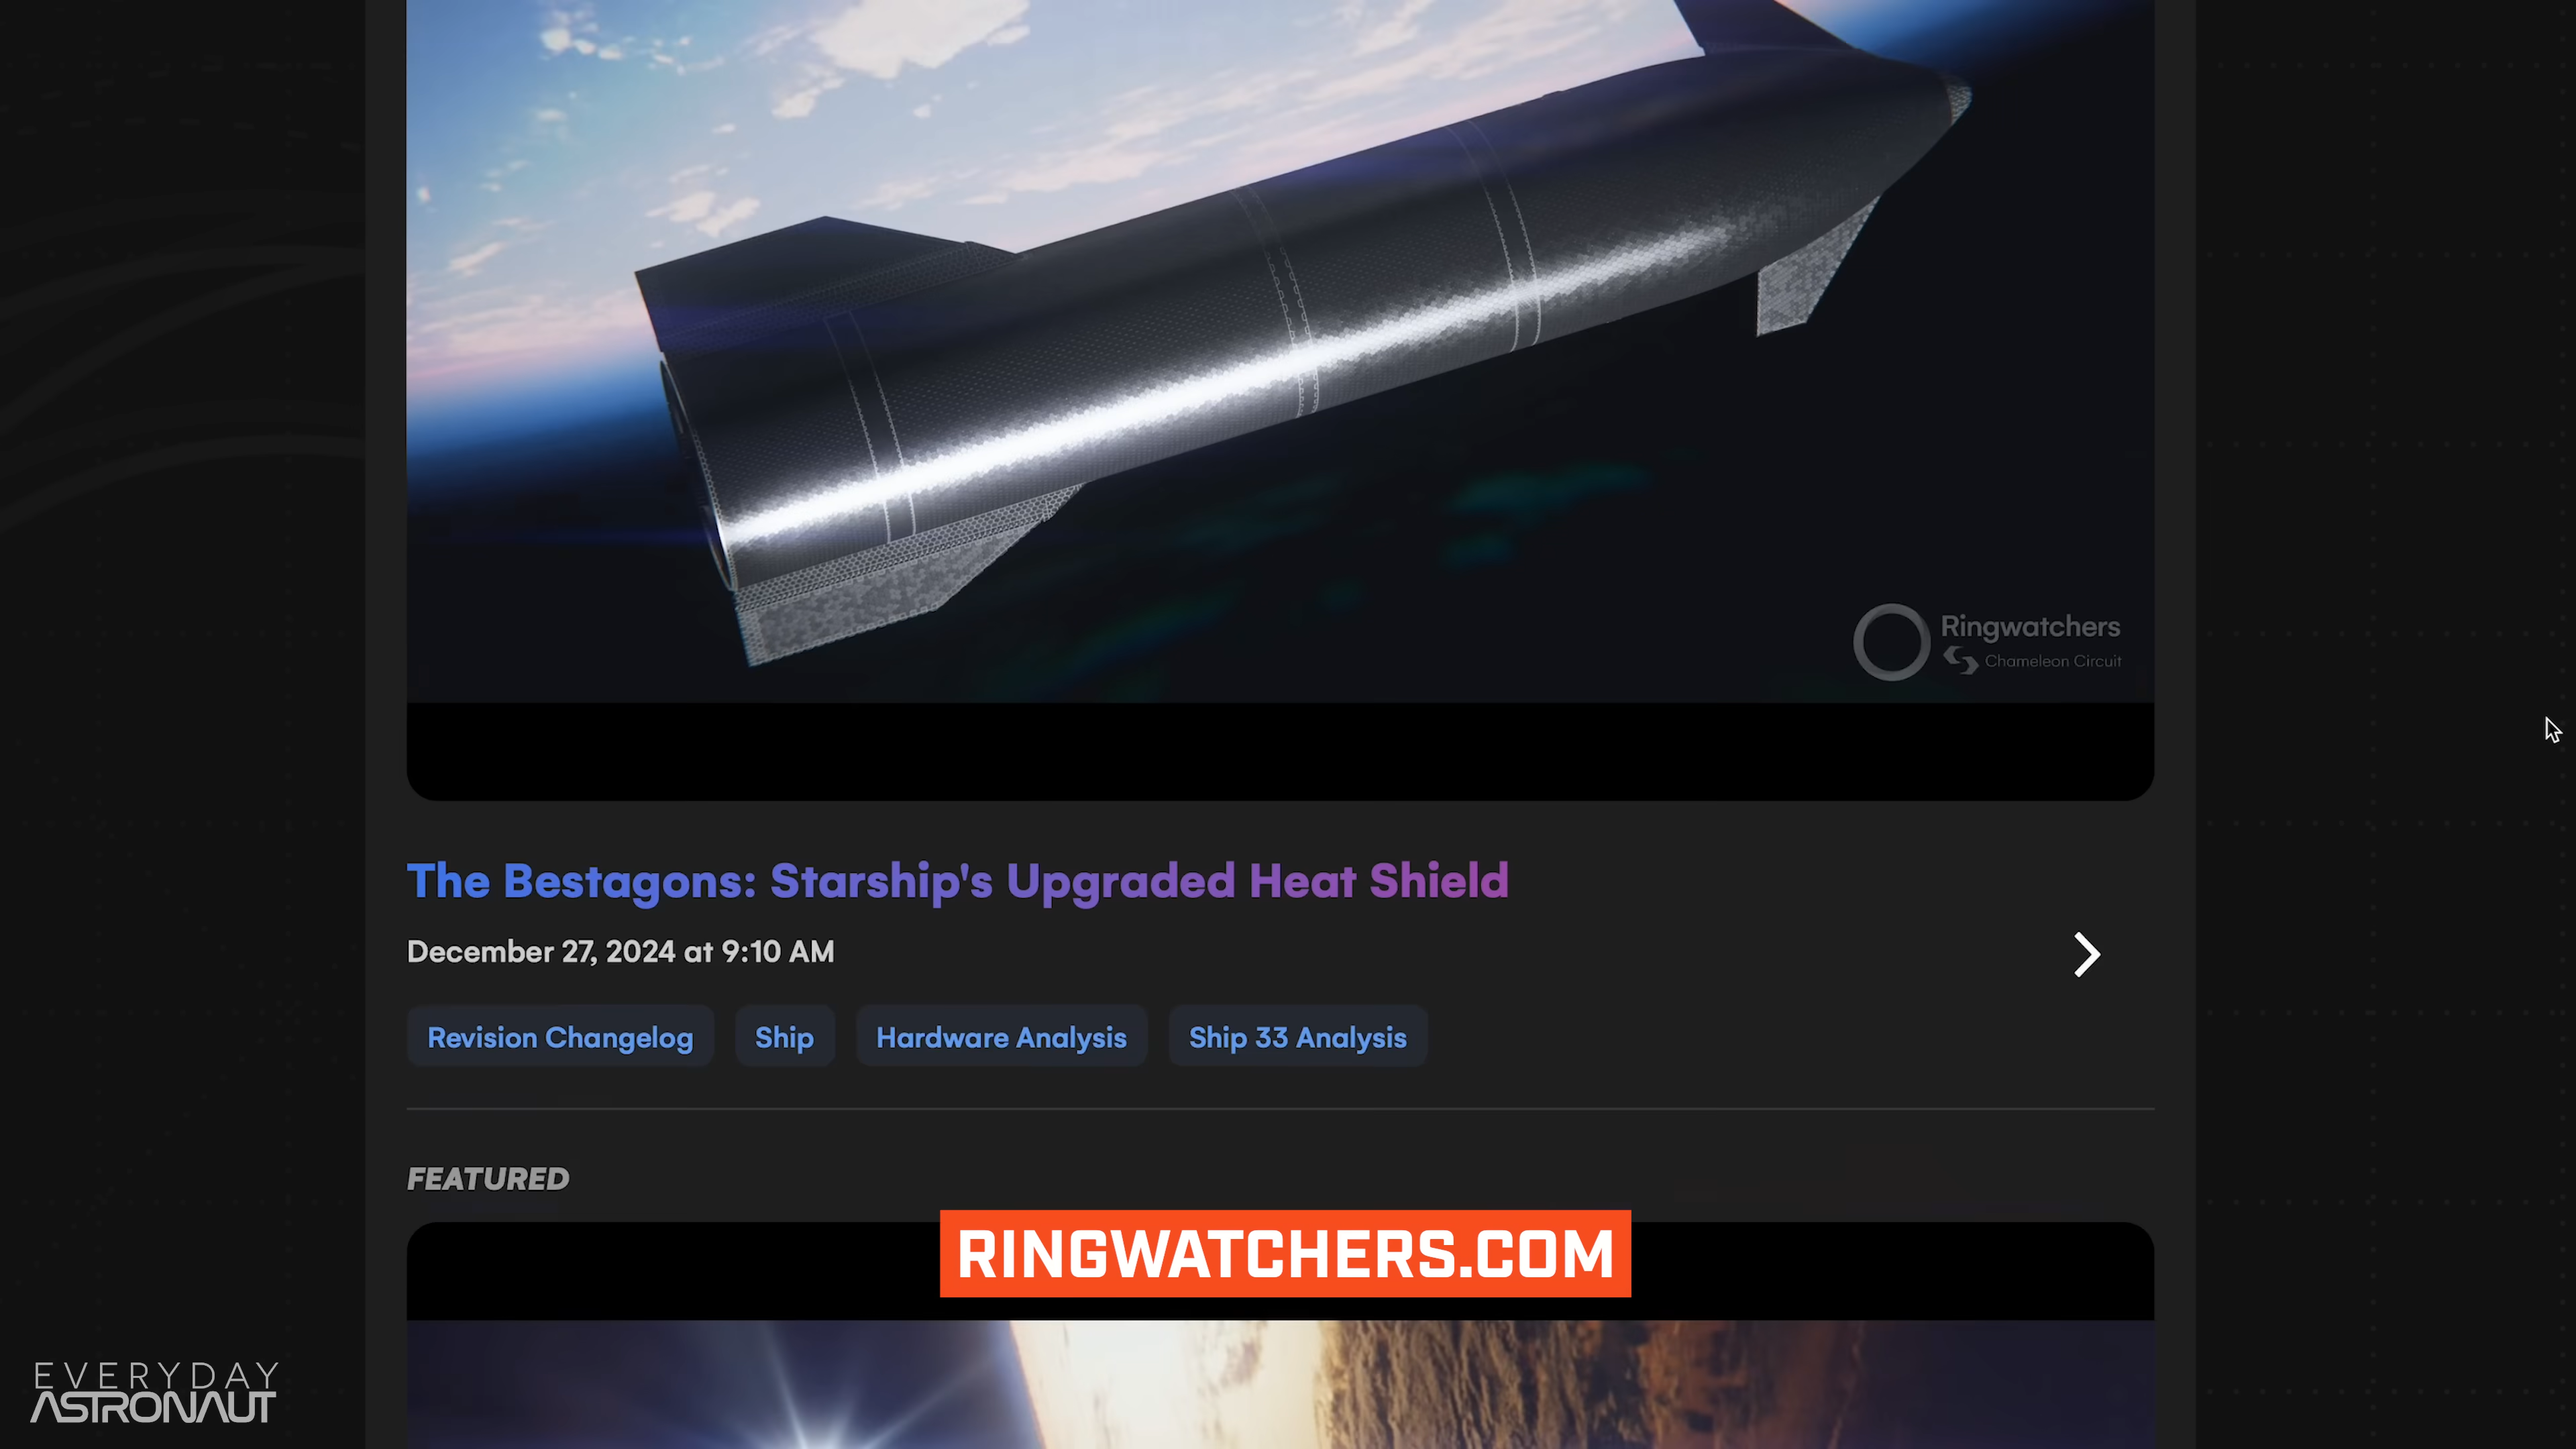 Ringwatchers
Chameleon Circuit
The Bestagons: Starship's Upgraded Heat Shield
December 27, 2024 at 9:10 AM
Revision Changelog
Ship
Hardware Analysis
Ship 33 Analysis
FEATURED
RINGWATCHERS.COM
EVERYDAY
ASTRONAUT